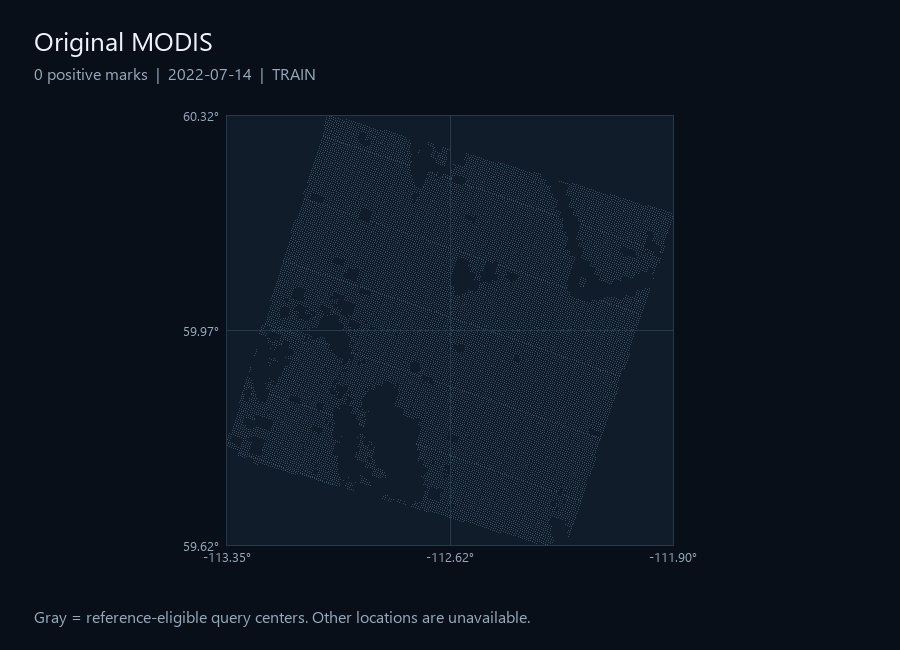 Original MODIS
0 positive marks | 2022-07-14 | TRAIN
60.32°
59.97°
59.62°
-113.35°
-112.62°
-111.90°
Gray = reference-eligible query centers. Other locations are unavailable.